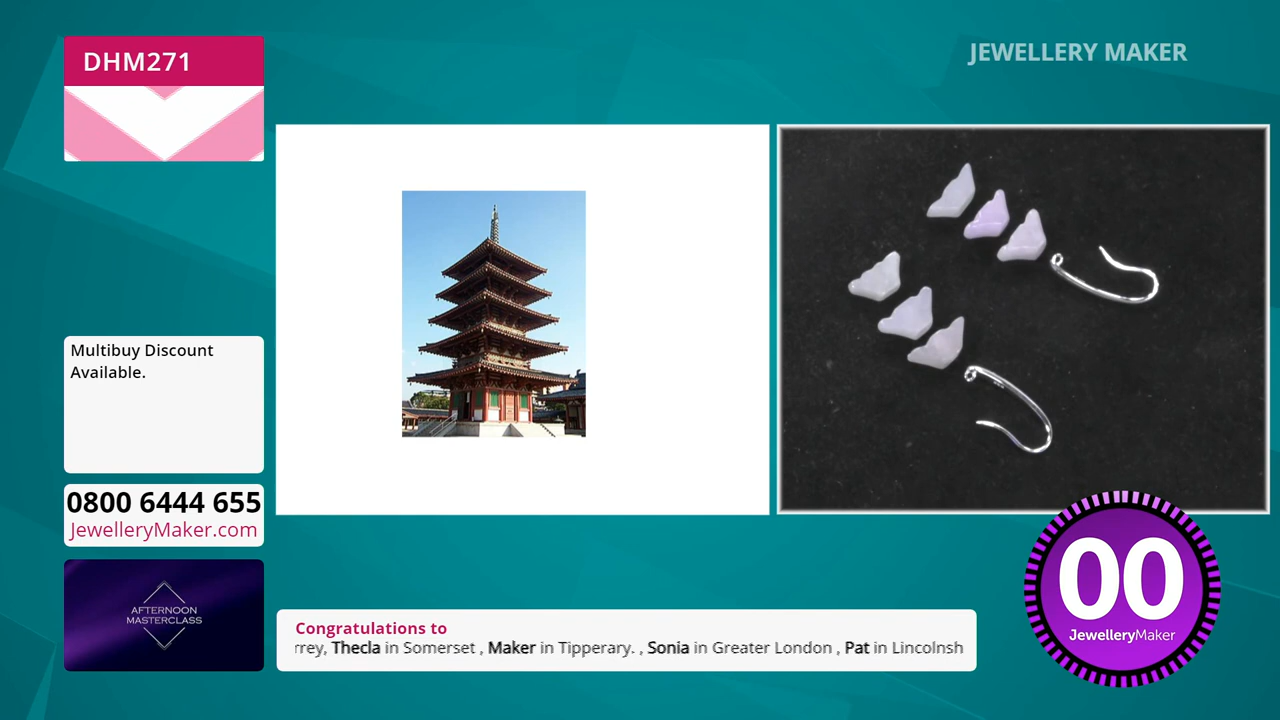 DHM271
JEWELLERY MAKER
Multibuy Discount
Available.
0800 6444 655
JewelleryMaker.com
AFTERNOON
MASTERCLASS
Congratulations to
rrey, Thecla in Somerset , Maker in Tipperary. , Sonia in Greater London , Pat in Lincolnsh
00
JewelleryMaker